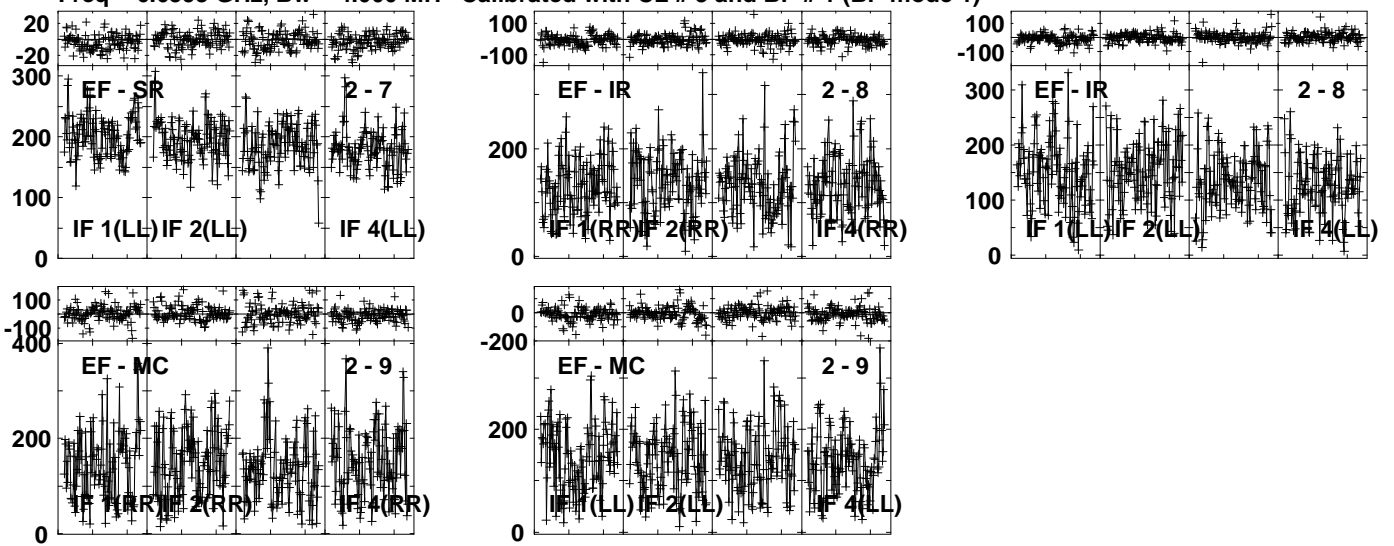 20
-20
300
200
100
0
EF - SR
2 - 7
IF 1(LL) IF 2(LL)
IF 4(LL)
100
-100
200
0
EF - IR
2 - 8
IF 1(RR) IF 2(RR)
IF 4(RR)
100
-100
300
200
100
0
EF - IR
2 - 8
IF 1(LL) IF 2(LL)
IF 4(LL)
100
-100
400
200
0
EF - MC
2 - 9
IF 1(RR) IF 2(RR)
IF 4(RR)
0
-200
200
0
EF - MC
2 - 9
IF 1(LL) IF 2(LL)
IF 4(LL)